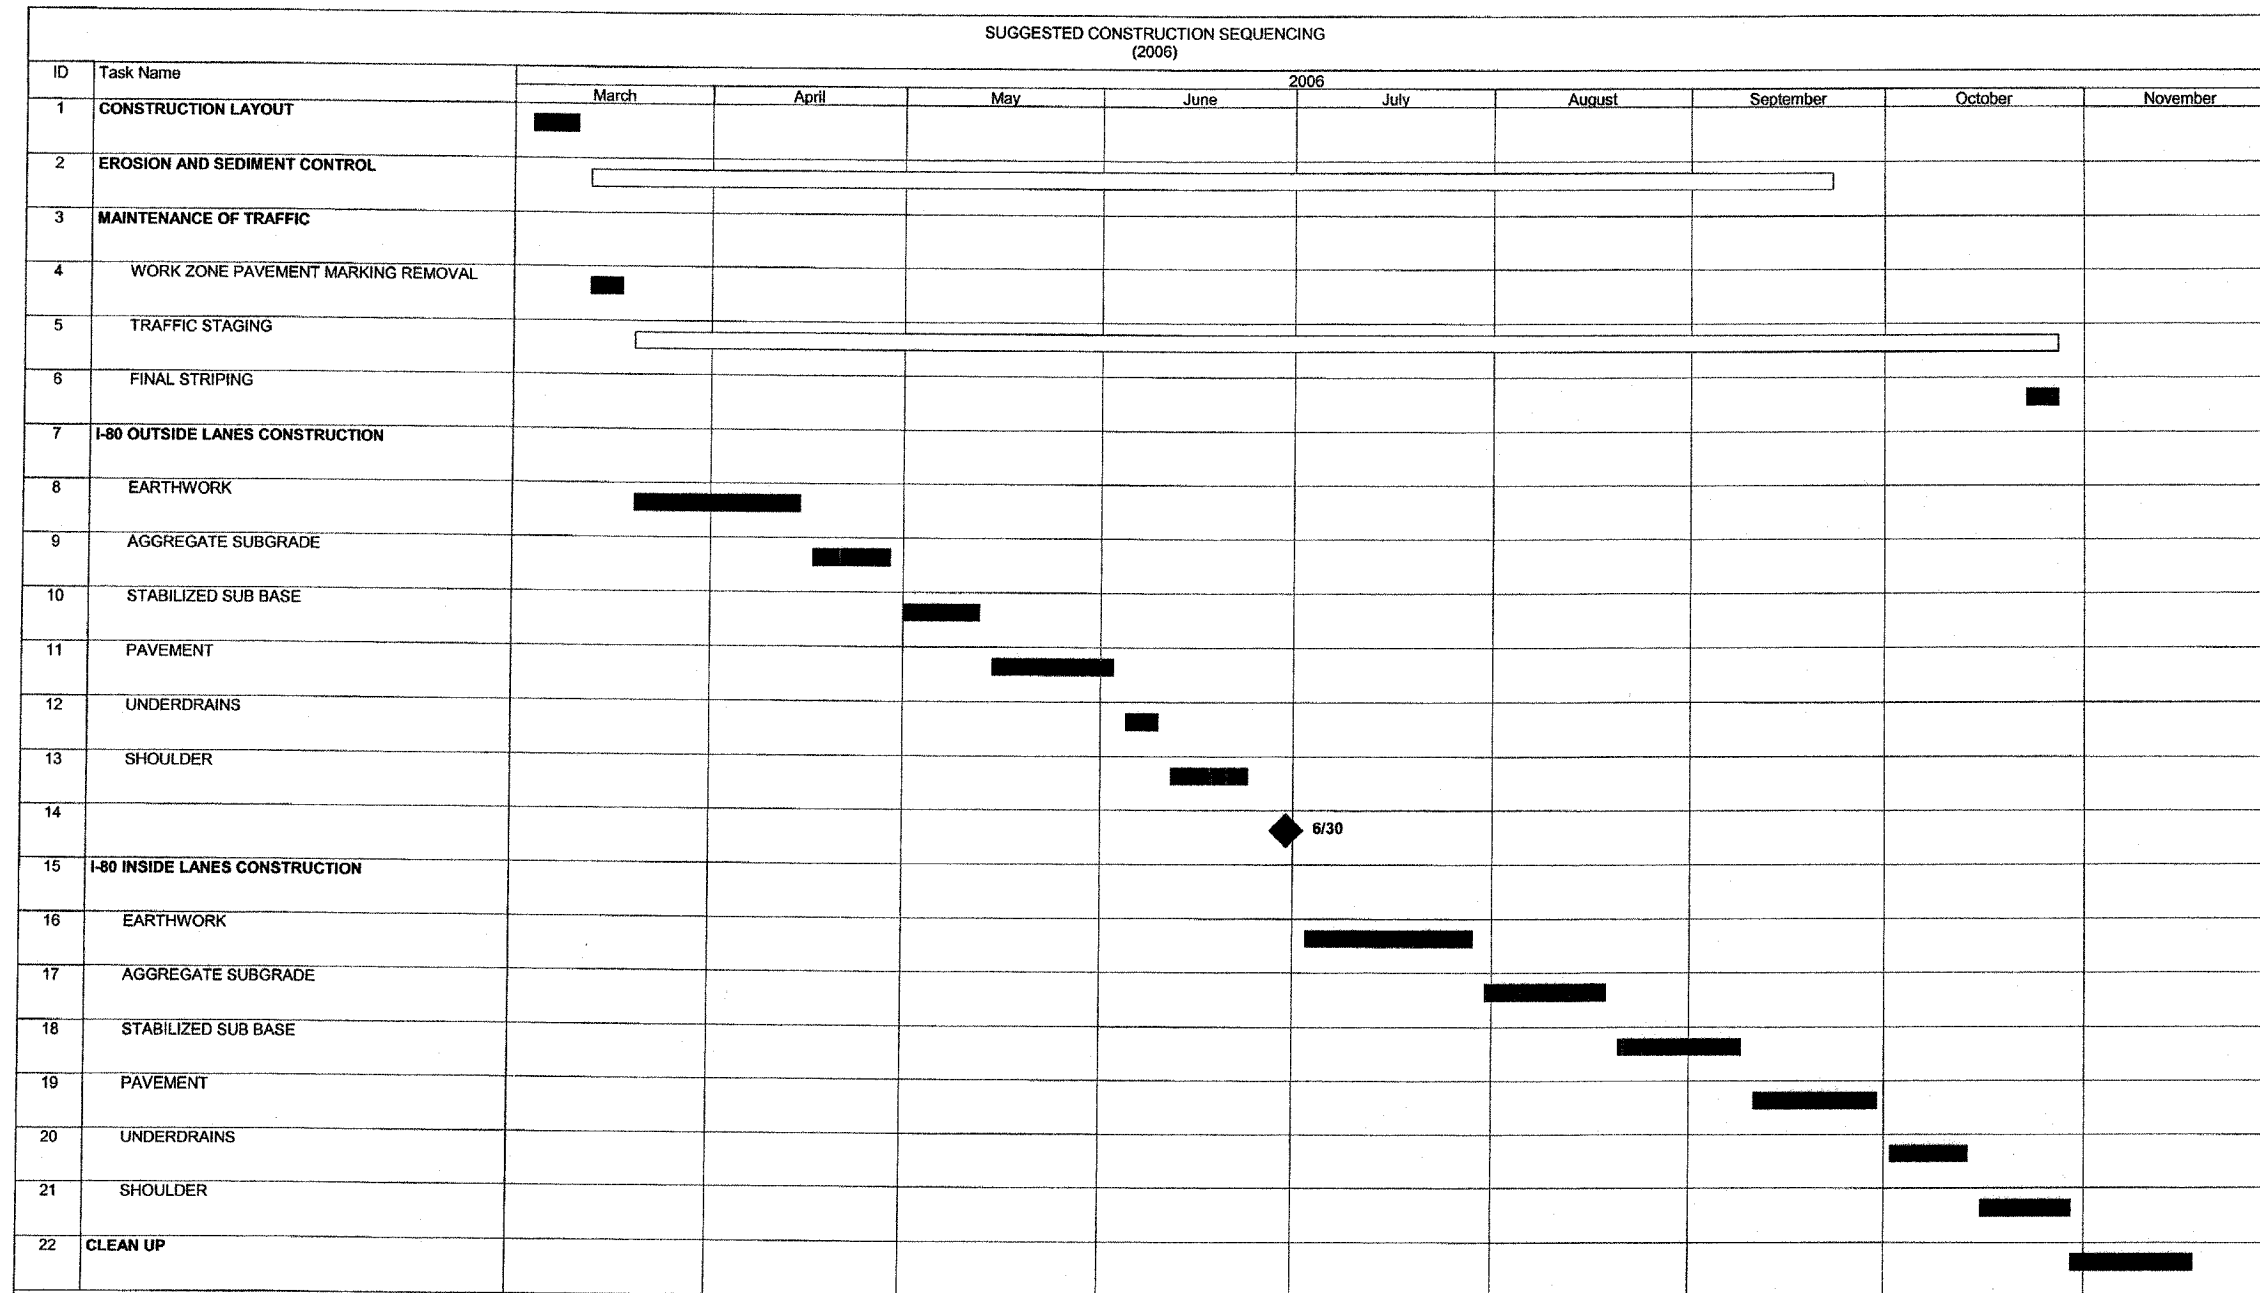 SUGGESTED CONSTRUCTION SEQUENCING
(2006)
ID Task Name
2006
March April May June July August September October November
1 CONSTRUCTION LAYOUT
2 EROSION AND SEDIMENT CONTROL
3 MAINTENANCE OF TRAFFIC
4 WORK ZONE PAVEMENT MARKING REMOVAL
5 TRAFFIC STAGING
6 FINAL STRIPING
7 I-80 OUTSIDE LANES CONSTRUCTION
8 EARTHWORK
9 AGGREGATE SUBGRADE
10 STABILIZED SUB BASE
11 PAVEMENT
12 UNDERDRAINS
13 SHOULDER
14 6/30
15 I-80 INSIDE LANES CONSTRUCTION
16 EARTHWORK
17 AGGREGATE SUBGRADE
18 STABILIZED SUB BASE
19 PAVEMENT
20 UNDERDRAINS
21 SHOULDER
22 CLEAN UP